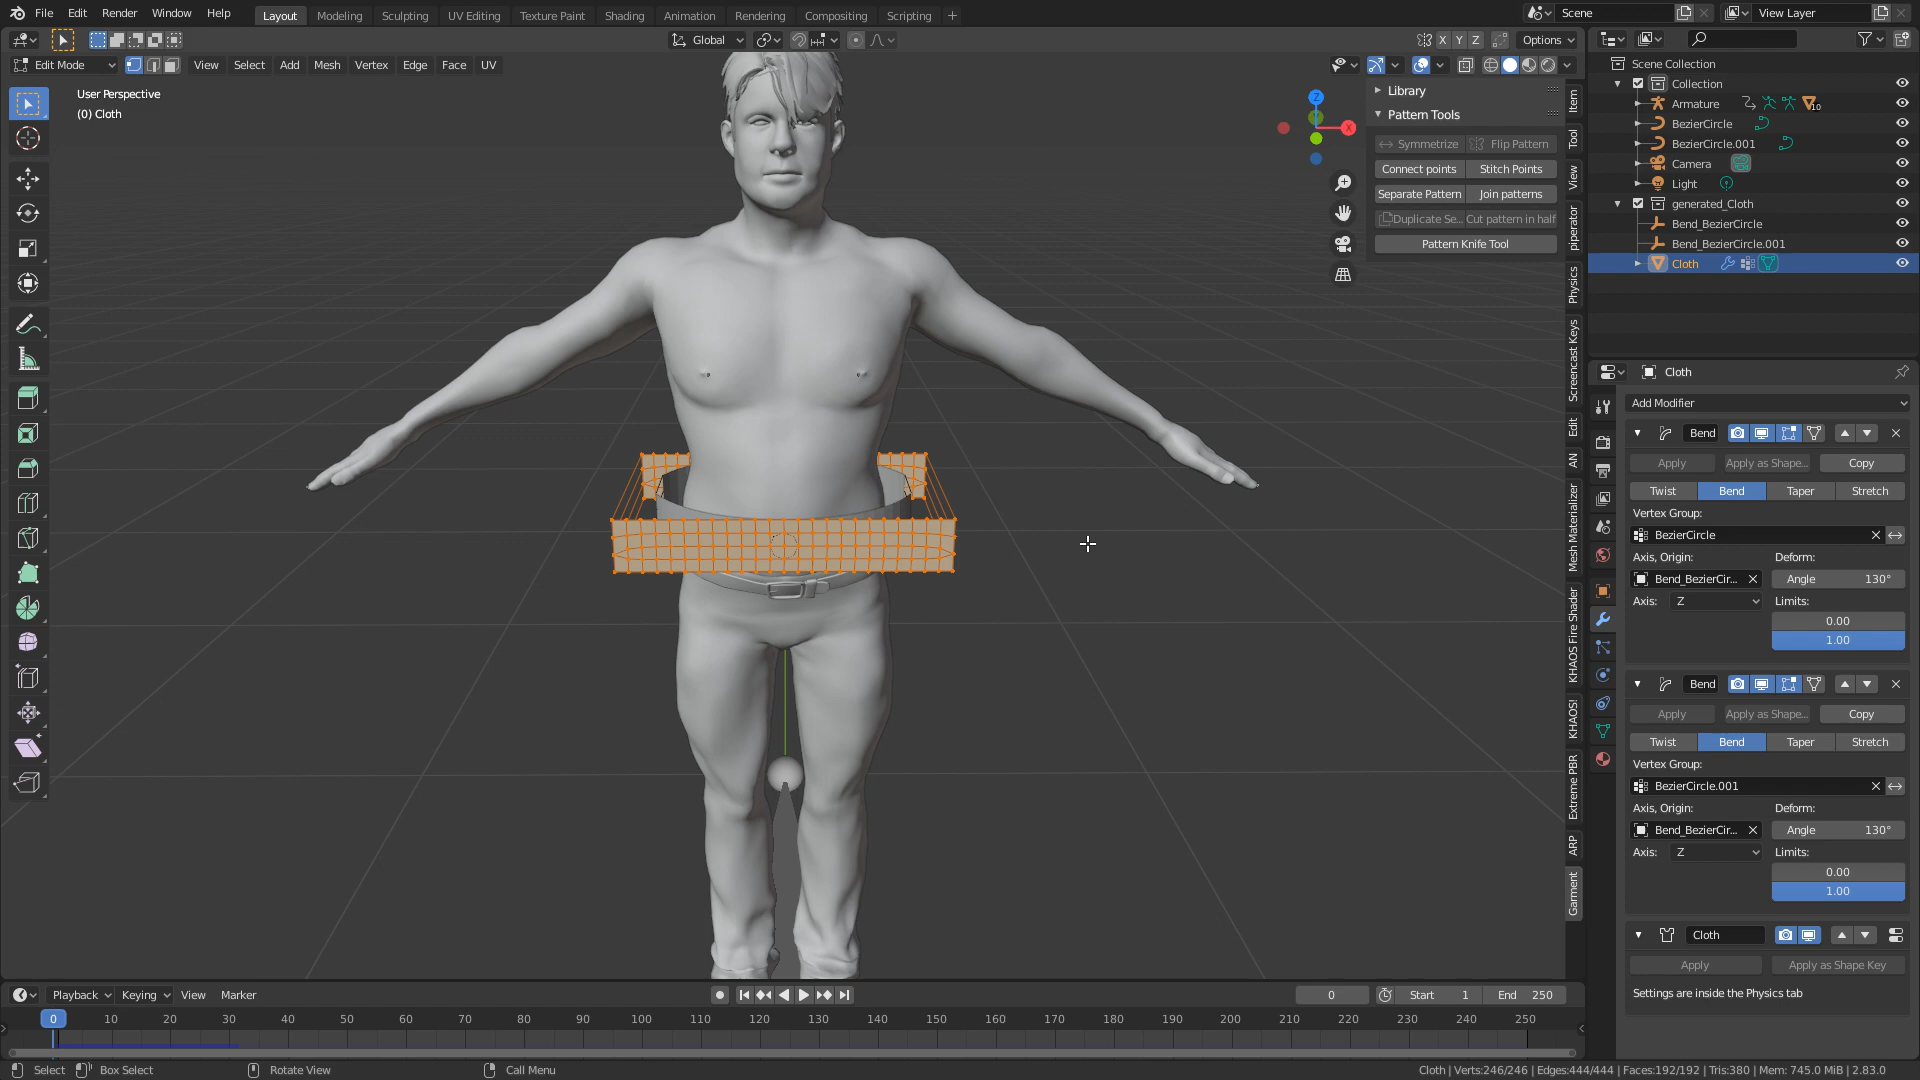 File Edit Render Window Help Layout Modeling Sculpting UV Editing Texture Paint Shading Animation Rendering Compositing Scripting + Scene View Layer
Global X Y Z Options
Edit Mode View Select Add Mesh Vertex Edge Face UV
User Perspective
(0) Cloth
Library
Pattern Tools
Symmetrize Flip Pattern
Connect points Stitch Points
Separate Pattern Join patterns
Duplicate Se... Cut pattern in half
Pattern Knife Tool
Z
X
Item
Tool
View
piperator
Physics
Screencast Keys
Edit
AN
Mesh Materializer
KHAOS Fire Shader
KHAOS!
Extreme PBR
ARP
Garment
Scene Collection
Collection
Armature 10
BezierCircle
BezierCircle.001
Camera
Light
generated_Cloth
Bend_BezierCircle
Bend_BezierCircle.001
Cloth
Cloth
Add Modifier
Bend
Apply Apply as Shape... Copy
Twist Bend Taper Stretch
Vertex Group:
BezierCircle
Axis, Origin: Deform:
Bend_BezierCir... Angle 130°
Axis: Z Limits:
0.00
1.00
Bend
Apply Apply as Shape... Copy
Twist Bend Taper Stretch
Vertex Group:
BezierCircle.001
Axis, Origin: Deform:
Bend_BezierCir... Angle 130°
Axis: Z Limits:
0.00
1.00
Cloth
Apply Apply as Shape Key
Settings are inside the Physics tab
Playback Keying View Marker 0 Start 1 End 250
0 10 20 30 40 50 60 70 80 90 100 110 120 130 140 150 160 170 180 190 200 210 220 230 240 250
Select Box Select Rotate View Call Menu Cloth | Verts:246/246 | Edges:444/444 | Faces:192/192 | Tris:380 | Mem: 745.0 MiB | 2.83.0